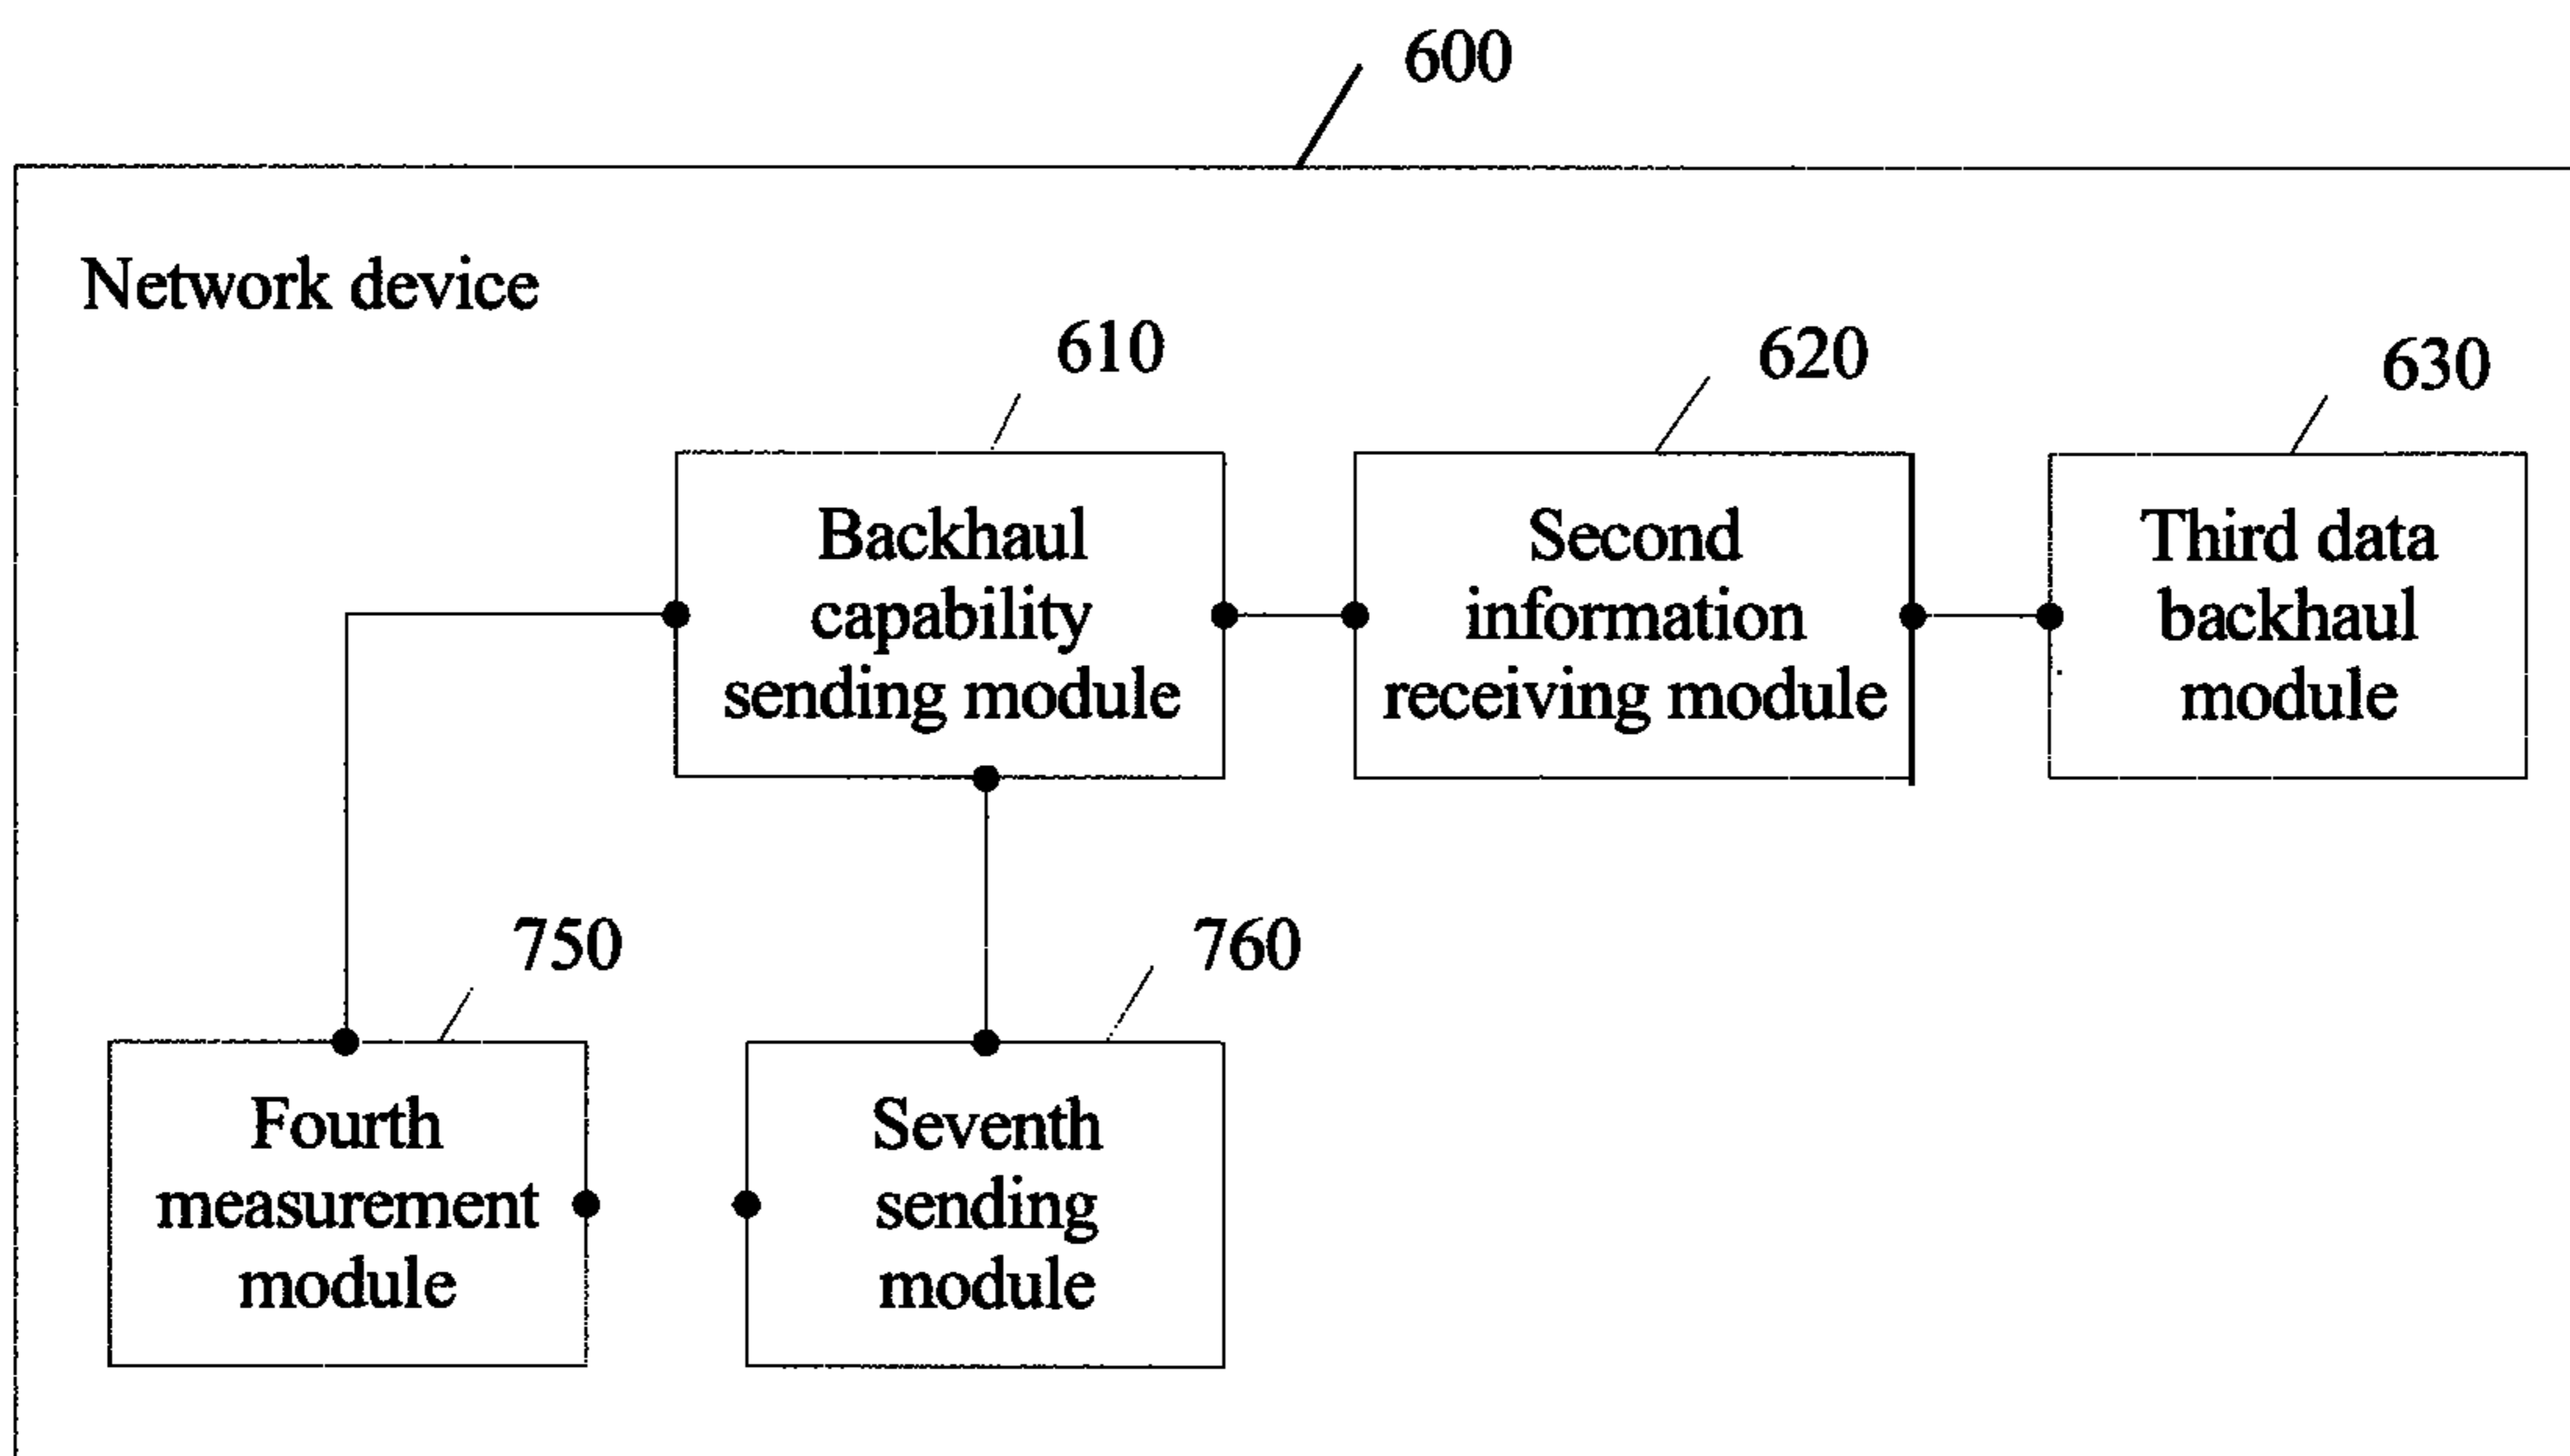 600
Network device
610
620
630
Backhaul
capability
sending module
Second
information
receiving module
Third data
backhaul
module
750
760
Fourth
measurement
module
Seventh
sending
module